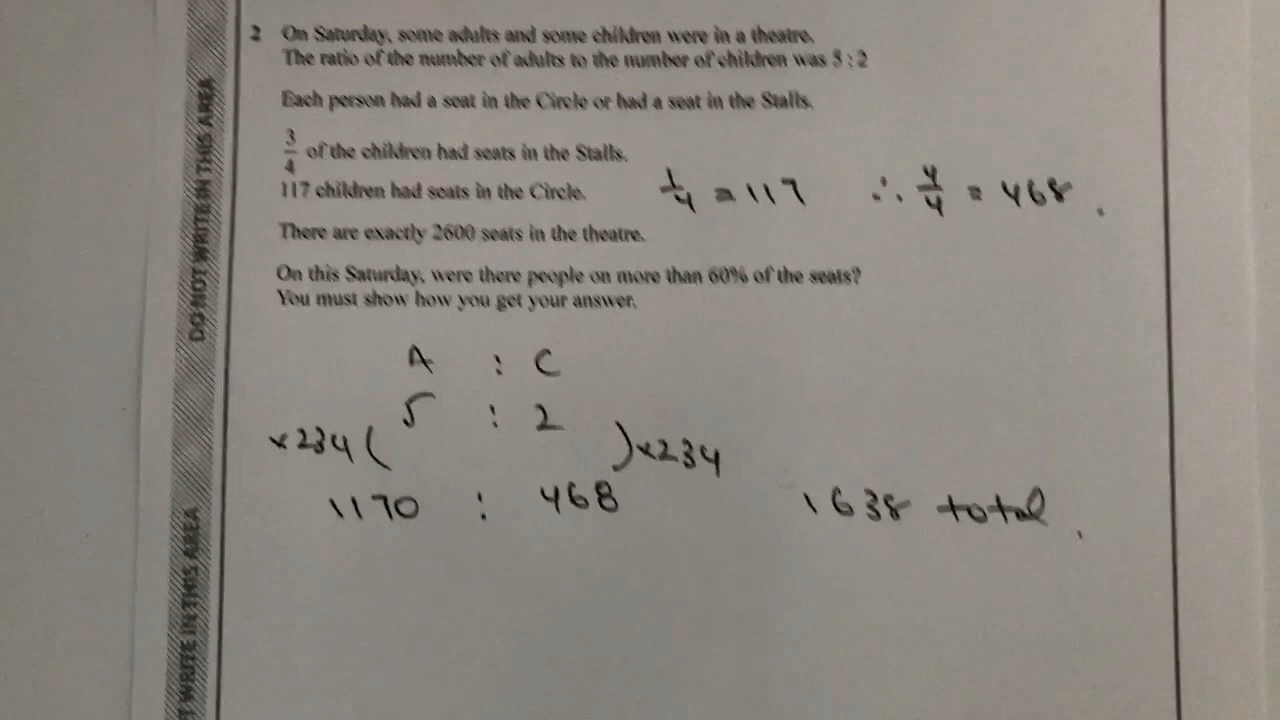 2 On Saturday, some adults and some children were in a theatre.
The ratio of the number of adults to the number of children was 5 : 2
Each person had a seat in the Circle or had a seat in the Stalls.
3/4 of the children had seats in the Stalls.
117 children had seats in the Circle.
1/4 = 117 ∴ 4/4 = 468.
There are exactly 2600 seats in the theatre.
On this Saturday, were there people on more than 60% of the seats?
You must show how you get your answer.
A : C
5 : 2
×234 ( ) ×234
1170 : 468 1638 total.
DO NOT WRITE IN THIS AREA
T WRITE IN THIS AREA